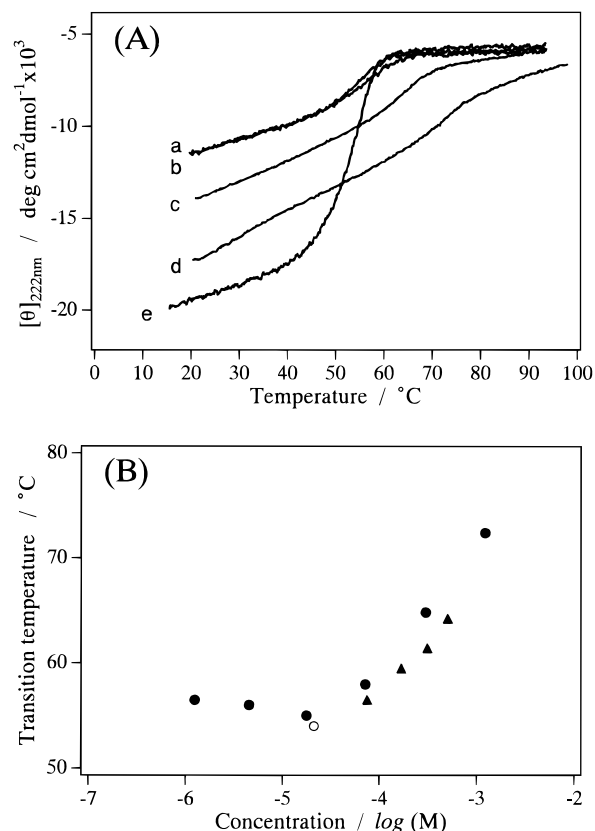 (A)
-5
-10
-15
-20
[θ]222nm / deg cm²dmol⁻¹x10³
a
b
c
d
e
0 10 20 30 40 50 60 70 80 90 100
Temperature / °C
(B)
80
70
60
50
Transition temperature / °C
-7 -6 -5 -4 -3 -2
Concentration / log (M)